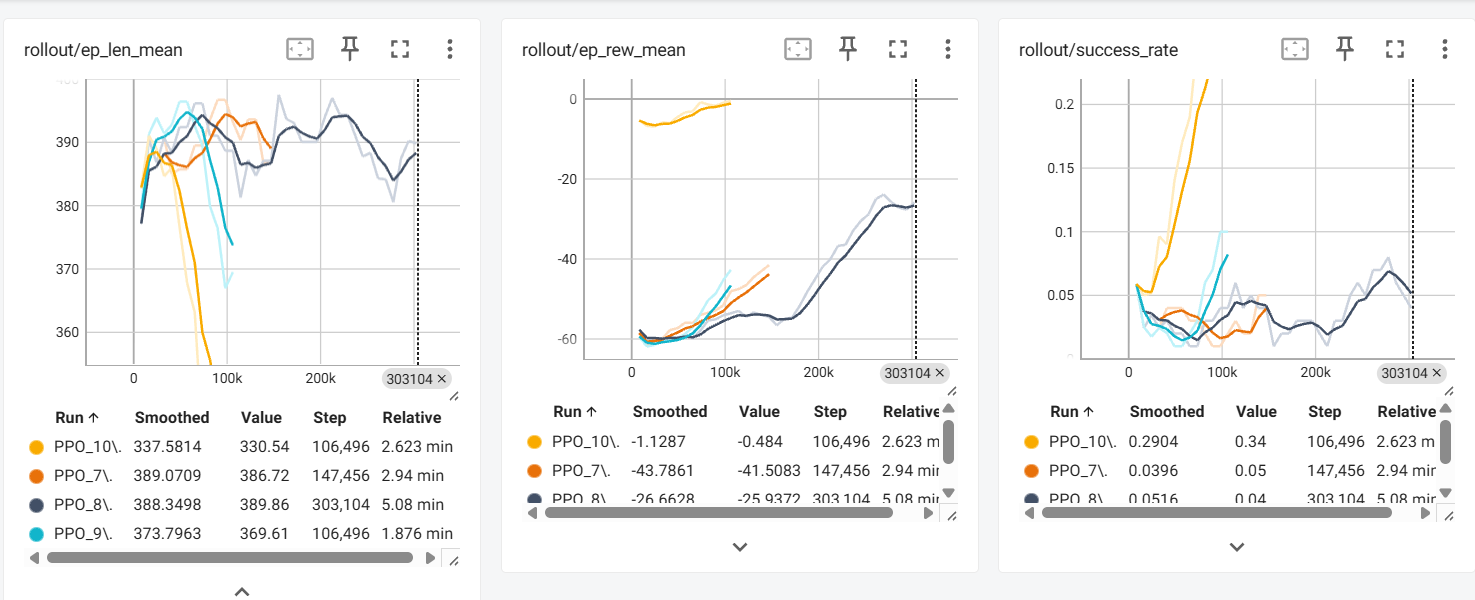 rollout/ep_len_mean
390
380
370
360
0 100k 200k 303104 ×
Run ↑ Smoothed Value Step Relative
PPO_10\. 337.5814 330.54 106,496 2.623 min
PPO_7\. 389.0709 386.72 147,456 2.94 min
PPO_8\. 388.3498 389.86 303,104 5.08 min
PPO_9\. 373.7963 369.61 106,496 1.876 min
rollout/ep_rew_mean
0
-20
-40
-60
0 100k 200k 303104 ×
Run ↑ Smoothed Value Step Relative
PPO_10\. -1.1287 -0.484 106,496 2.623 m
PPO_7\. -43.7861 -41.5083 147,456 2.94 mir
PPO_8\ -26.6628 -25.9372 303,104 5.08 mir
rollout/success_rate
0.2
0.15
0.1
0.05
0 100k 200k 303104 ×
Run ↑ Smoothed Value Step Relative
PPO_10\. 0.2904 0.34 106,496 2.623 m
PPO_7\. 0.0396 0.05 147,456 2.94 mir
PPO_8\ 0.0516 0.04 303,104 5.08 mir